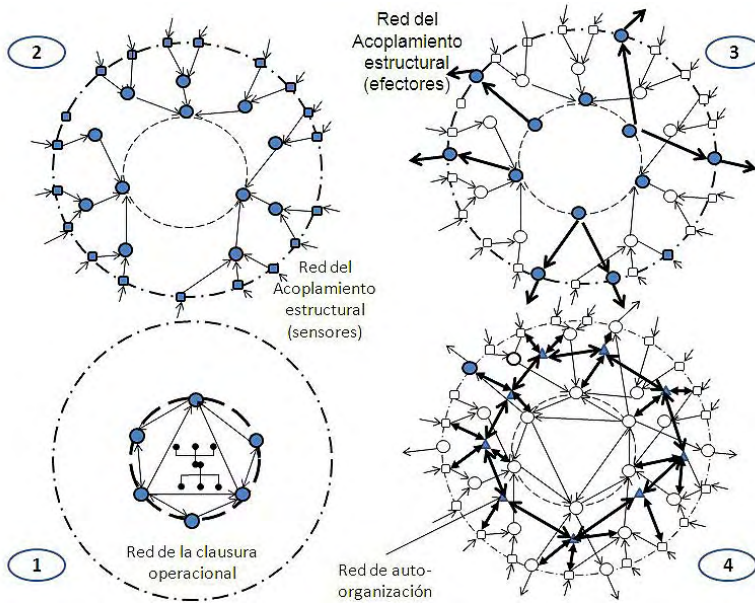 2
Red del
Acoplamiento
estructural
(sensores)
Red del
Acoplamiento
estructural
(efectores)
3
1
Red de la clausura
operacional
Red de auto-
organización
4